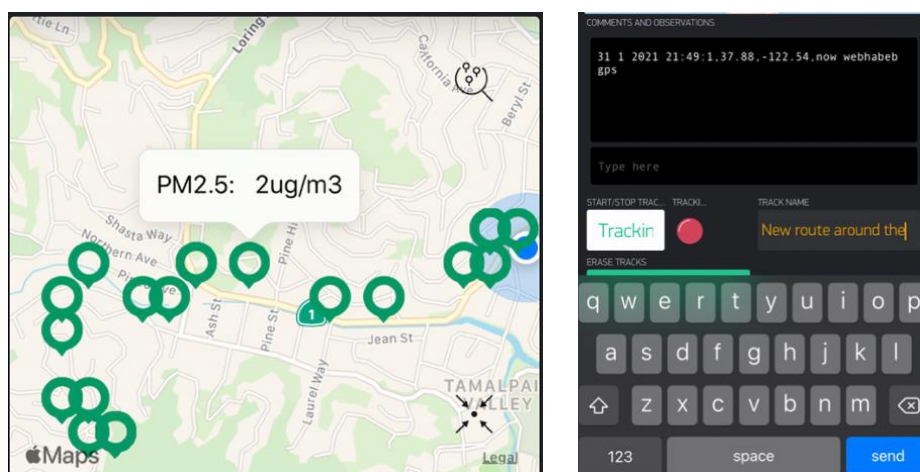 Loring
California Ave
Beryl St
PM2.5: 2ug/m3
Shasta Way
Northern Ave
Pine Hi
Ash St
Pine St
1
Jean St
Laurel Way
TAMALPAI
VALLEY
Maps
Legal
COMMENTS AND OBSERVATIONS
31 1 2021 21:49:1,37.88,-122.54,now webhabeb
gps
Type here
START/STOP TRAC... TRACKI... TRACK NAME
Trackin New route around the
ERASE TRACKS
q w e r t y u i o p
a s d f g h j k l
z x c v b n m
123 space send